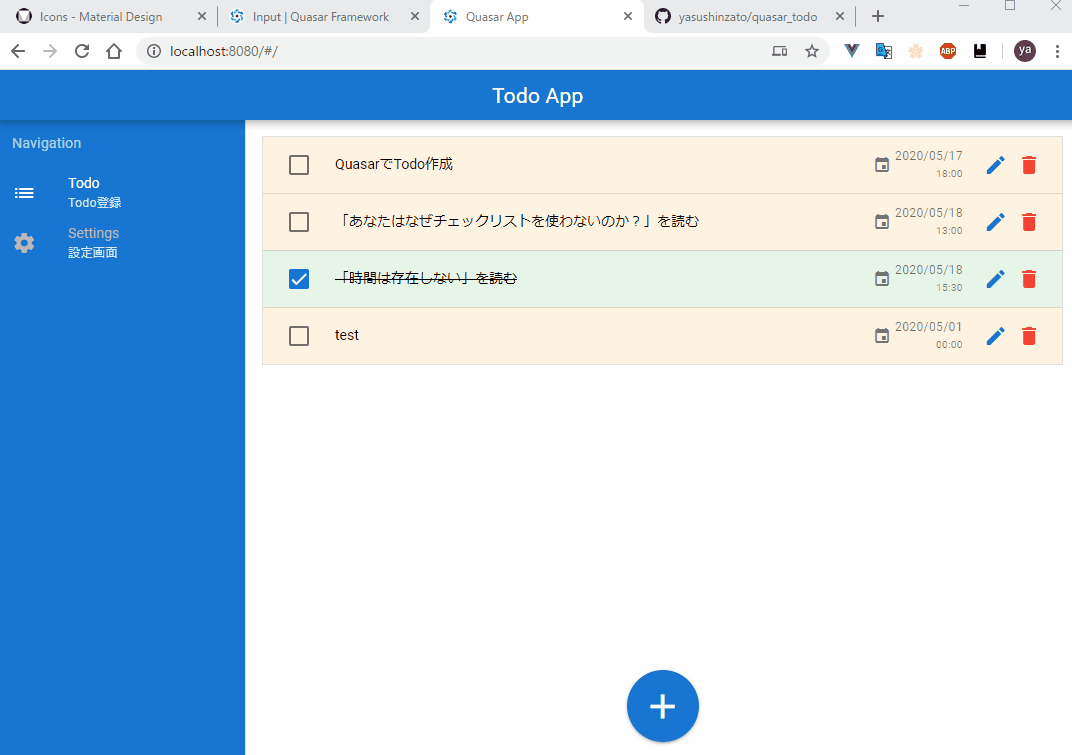 Icons - Material Design
Input | Quasar Framework
Quasar App
yasushinzato/quasar_todo
localhost:8080/#/
ABP
ya
Todo App
Navigation
Todo
Todo登録
Settings
設定画面
QuasarでTodo作成
2020/05/17
18:00
「あなたはなぜチェックリストを使わないのか？」を読む
2020/05/18
13:00
「時間は存在しない」を読む
2020/05/18
15:30
test
2020/05/01
00:00